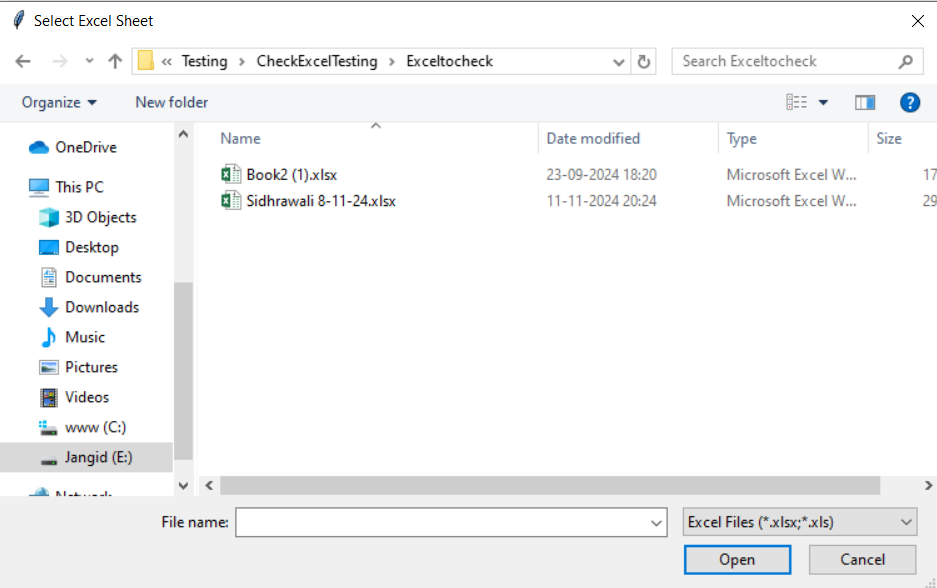 Select Excel Sheet
« Testing › CheckExcelTesting › Exceltocheck
Search Exceltocheck
Organize
New folder
?
Name
Date modified
Type
Size
Book2 (1).xlsx
23-09-2024 18:20
Microsoft Excel W...
17
Sidhrawali 8-11-24.xlsx
11-11-2024 20:24
Microsoft Excel W...
29
OneDrive
This PC
3D Objects
Desktop
Documents
Downloads
Music
Pictures
Videos
www (C:)
Jangid (E:)
Network
File name:
Excel Files (*.xlsx;*.xls)
Open
Cancel